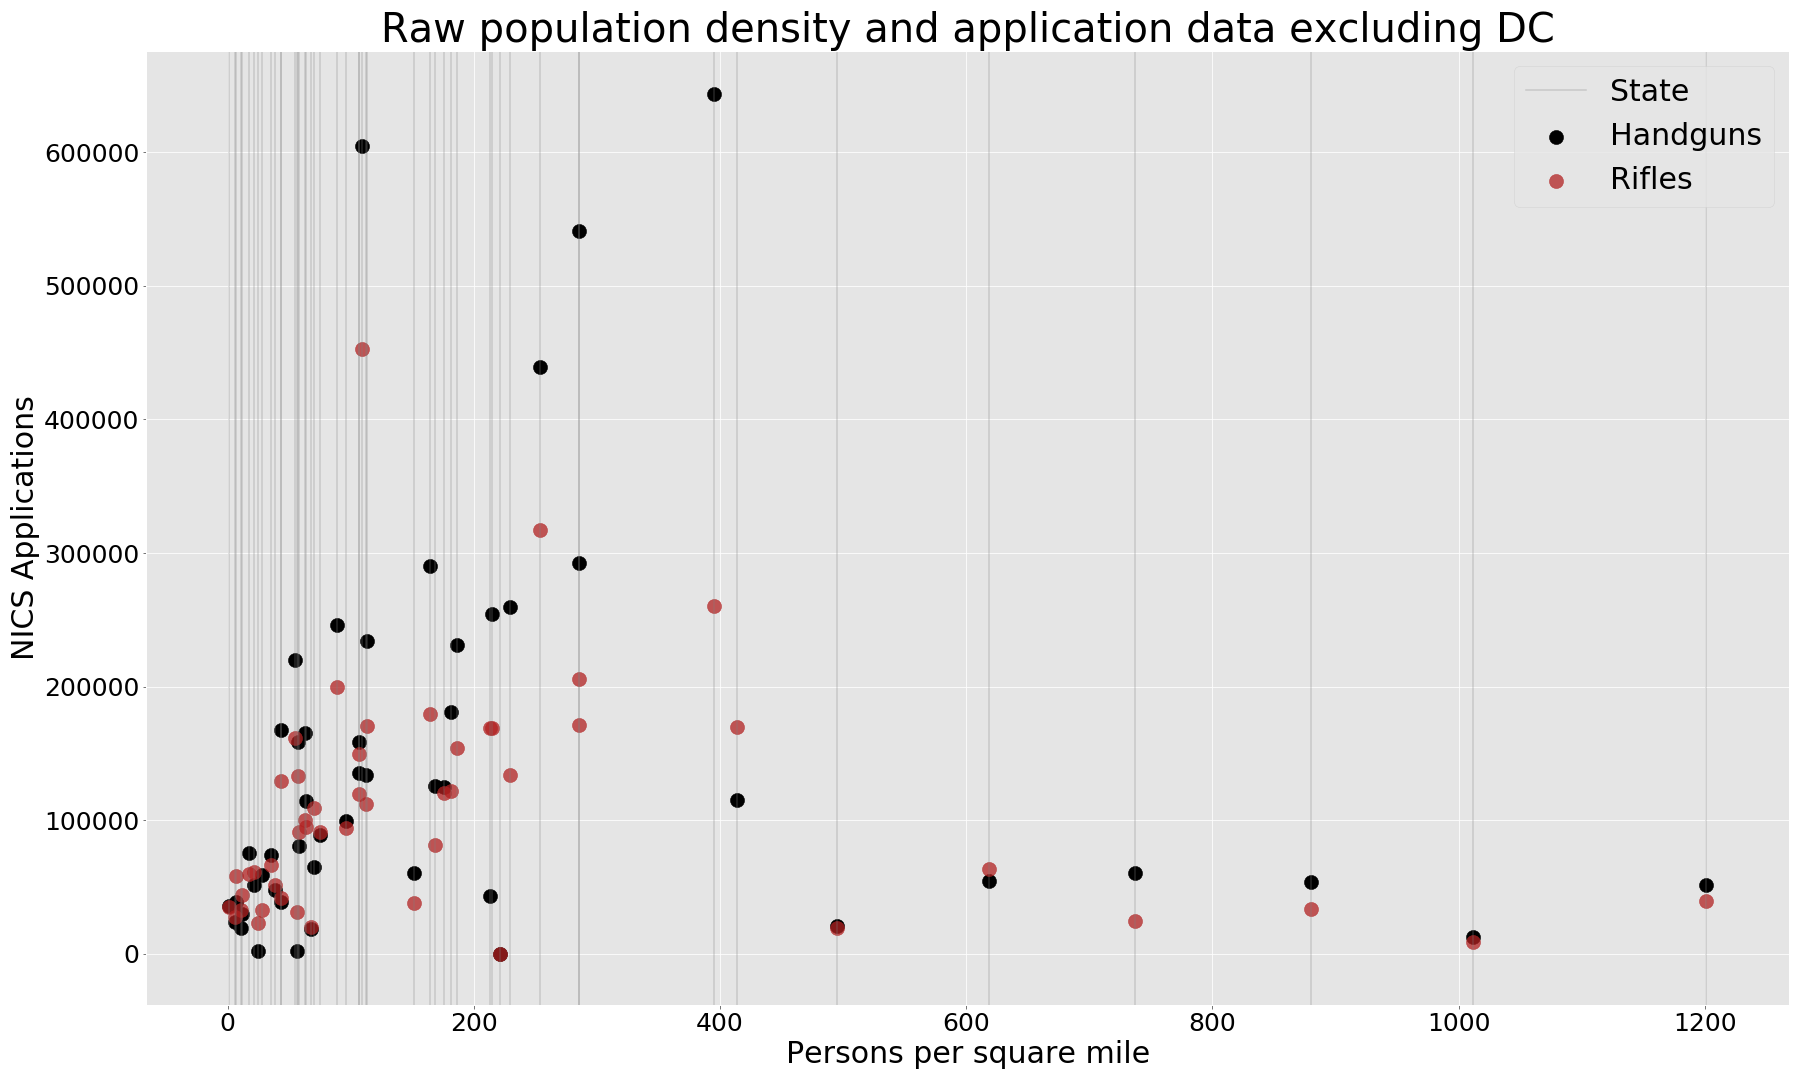 Raw population density and application data excluding DC
State
Handguns
Rifles
NICS Applications
600000
500000
400000
300000
200000
100000
0
0 200 400 600 800 1000 1200
Persons per square mile